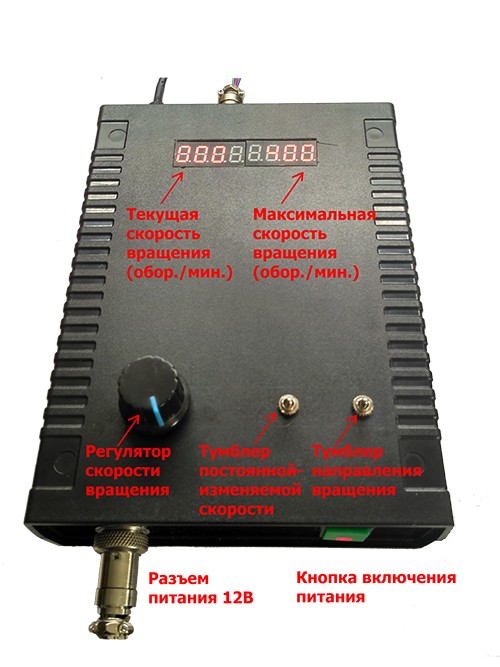 Текущая
скорость
вращения
(обор./мин.)
Максимальная
скорость
вращения
(обор./мин.)
Регулятор
скорости
вращения
Тумблер
постоянной-
изменяемой
скорости
Тумблер
направления
вращения
Разъем
питания 12В
Кнопка включения
питания